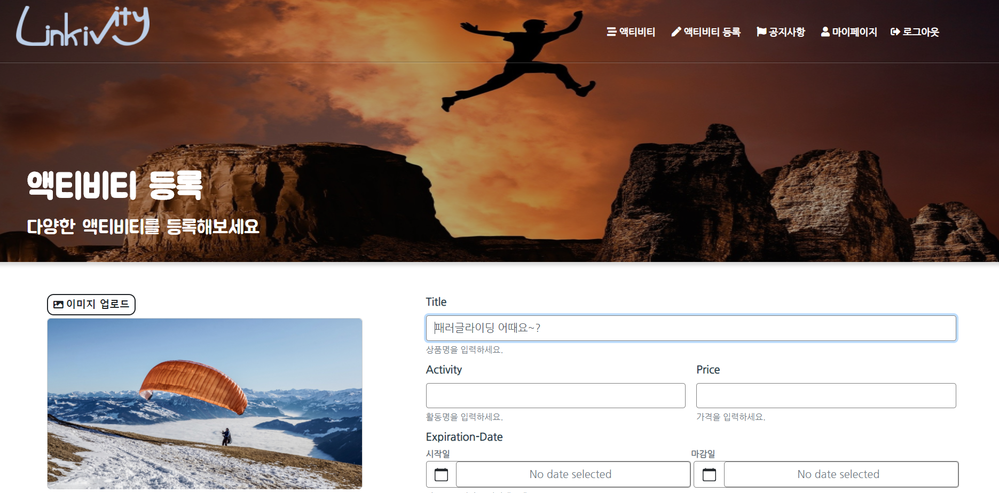 Linkivity
액티비티 액티비티 등록 공지사항 마이페이지 로그아웃
액티비티 등록
다양한 액티비티를 등록해보세요
이미지 업로드
Title
패러글라이딩 어때요~?
상품명을 입력하세요.
Activity Price
활동명을 입력하세요. 가격을 입력하세요.
Expiration-Date
시작일 마감일
No date selected No date selected